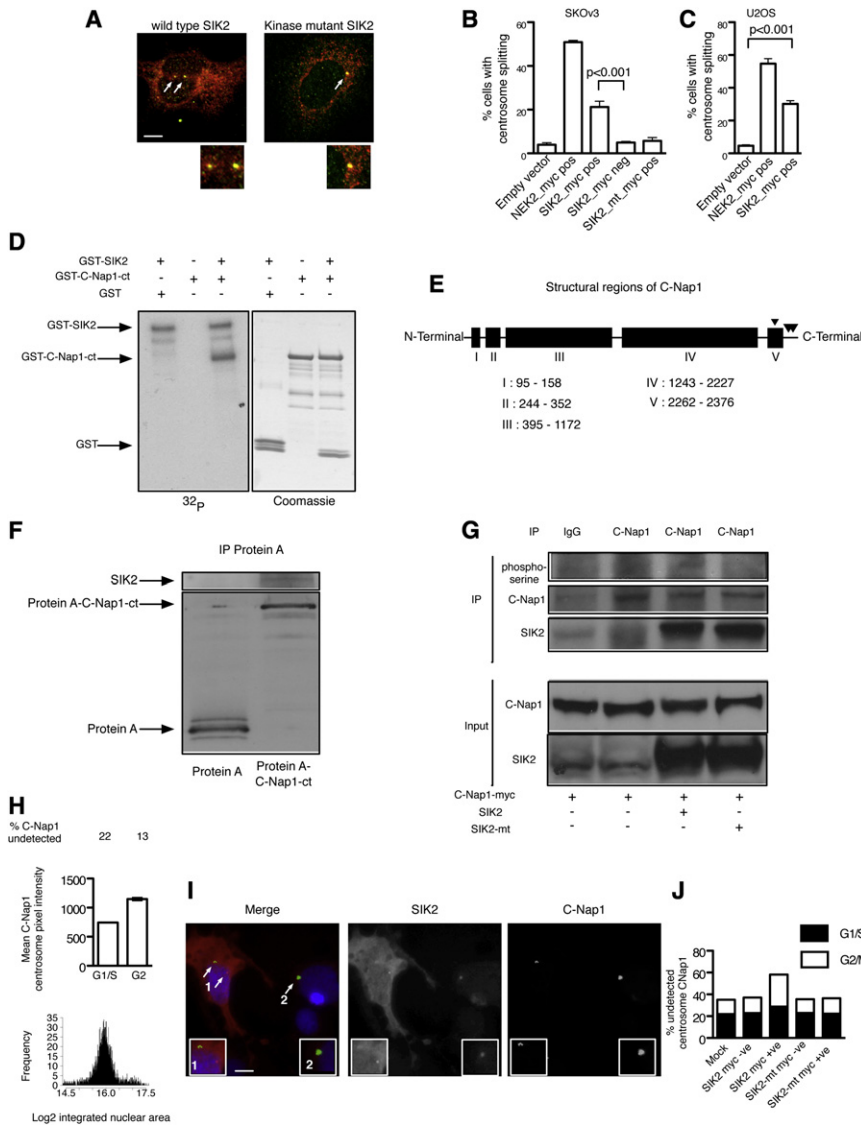 A
wild type SIK2
Kinase mutant SIK2
B
SKOv3
% cells with
centrosome splitting
60
40
20
0
p<0.001
Empty vector
NEK2_myc pos
SIK2_myc pos
SIK2_myc neg
SIK2_mt_myc pos
C
U2OS
% cells with
centrosome splitting
80
60
40
20
0
p<0.001
Empty vector
NEK2_myc pos
SIK2_myc pos
D
GST-SIK2 + - + + - +
GST-C-Nap1-ct - + + - + +
GST + - - + - -
GST-SIK2
GST-C-Nap1-ct
GST
32P
Coomassie
E
Structural regions of C-Nap1
N-Terminal
C-Terminal
I II III IV V
I : 95 - 158
II : 244 - 352
III : 395 - 1172
IV : 1243 - 2227
V : 2262 - 2376
F
IP Protein A
SIK2
Protein A-C-Nap1-ct
Protein A
Protein A
Protein A-
C-Nap1-ct
G
IP IgG C-Nap1 C-Nap1 C-Nap1
IP
phospho-
serine
C-Nap1
SIK2
Input
C-Nap1
SIK2
C-Nap1-myc + + + +
SIK2 - - + -
SIK2-mt - - - +
H
% C-Nap1
undetected
22 13
Mean C-Nap1
centrosome pixel intensity
1500
1000
500
0
G1/S G2
Frequency
35
30
25
20
15
10
5
0
14.5 16.0 17.5
Log2 integrated nuclear area
I
Merge
SIK2
C-Nap1
1
2
1
2
J
% undetected
centrosome CNap1
80
60
40
20
0
G1/S
G2/M
Mock
SIK2 myc -ve
SIK2 myc +ve
SIK2-mt myc -ve
SIK2-mt myc +ve